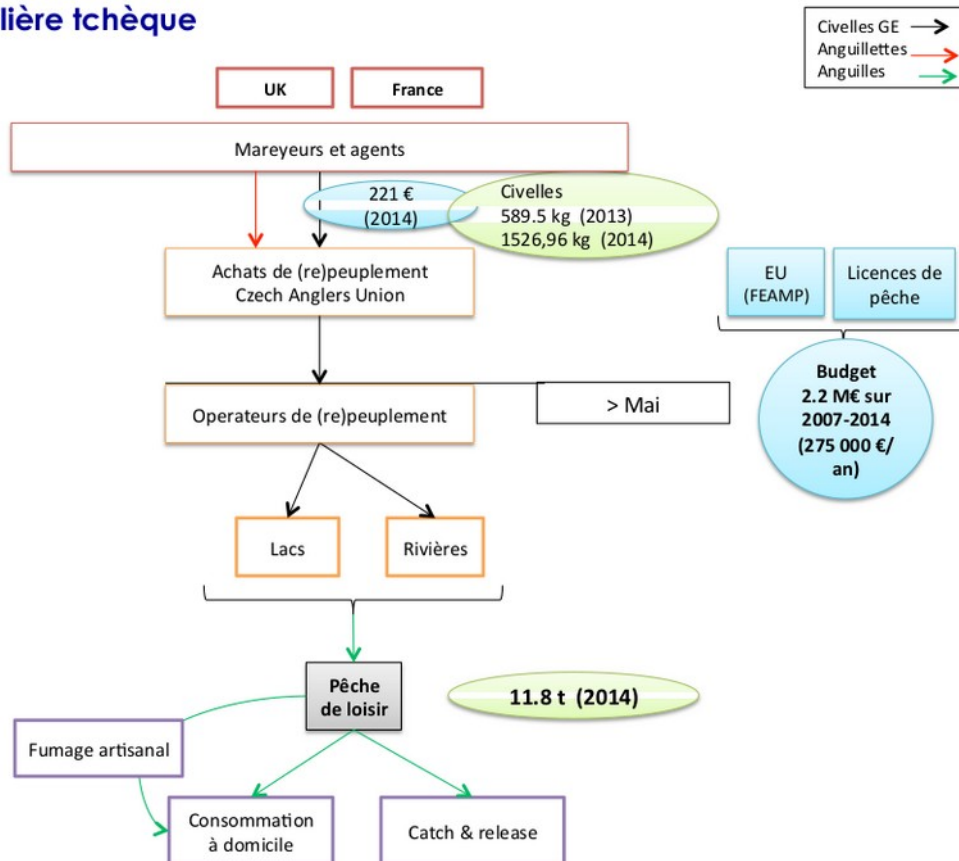 lière tchèque
Civelles GE
Anguillettes
Anguilles
UK
France
Mareyeurs et agents
221 €
(2014)
Civelles
589.5 kg (2013)
1526,96 kg (2014)
Achats de (re)peuplement
Czech Anglers Union
EU
(FEAMP)
Licences de
pêche
Budget
2.2 M€ sur
2007-2014
(275 000 €/
an)
Operateurs de (re)peuplement
> Mai
Lacs
Rivières
Pêche
de loisir
11.8 t (2014)
Fumage artisanal
Consommation
à domicile
Catch & release